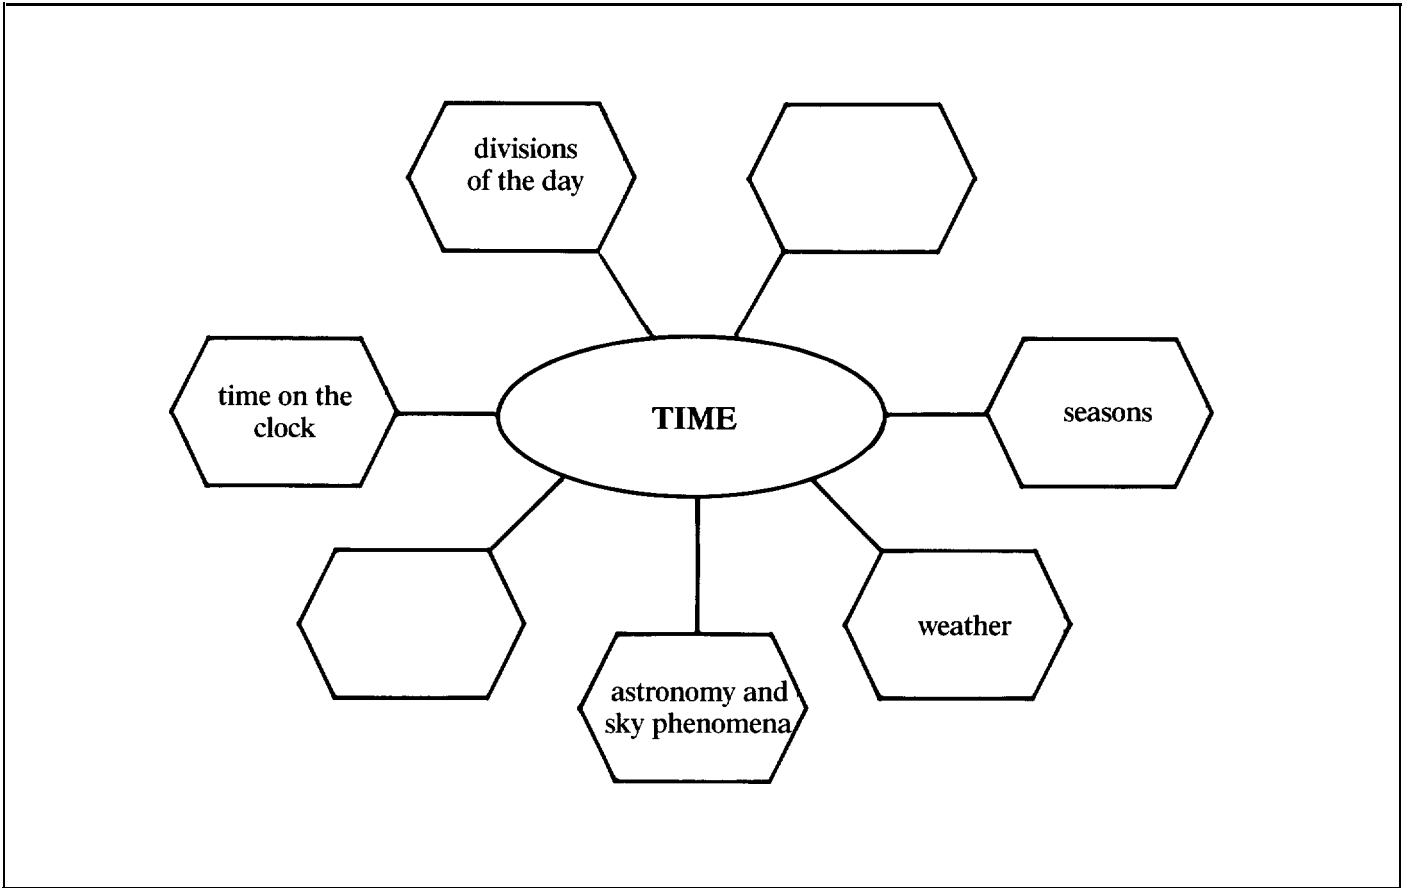 divisions
of the day
time on the
clock
TIME
seasons
weather
astronomy and
sky phenomena